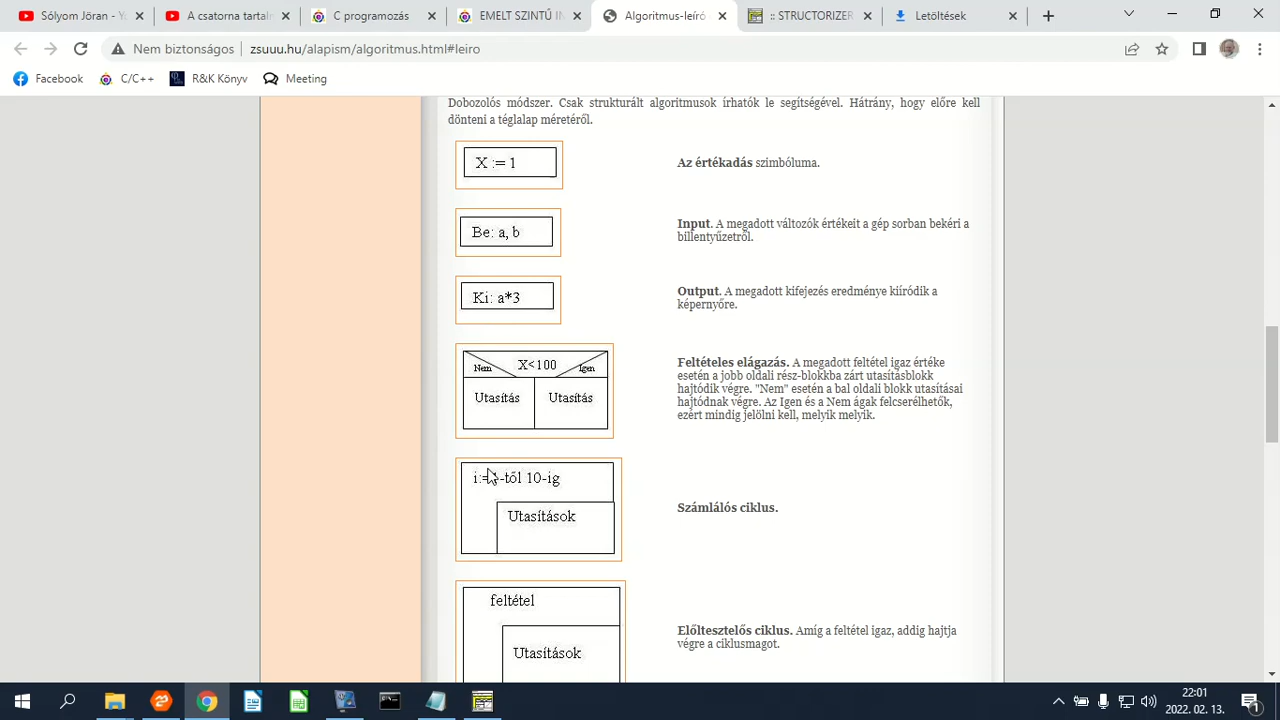 Sólyom Jöran - Yo
A csatorna tartaln
C programozás
EMELT SZINTŰ IN
Algoritmus-leíró
:: STRUCTORIZER
Letöltések
Nem biztonságos
zsuuu.hu/alapism/algoritmus.html#leiro
Facebook
C/C++
R&K Könyv
Meeting
Dobozolós módszer. Csak strukturált algoritmusok írhatók le segítségével. Hátrány, hogy előre kell
dönteni a téglalap méretéről.
X := 1
Az értékadás szimbóluma.
Be: a, b
Input. A megadott változók értékeit a gép sorban bekéri a
billentyűzetről.
Ki: a*3
Output. A megadott kifejezés eredménye kiíródik a
képernyőre.
Nem X<100 Igen
Utasítás Utasítás
Feltételes elágazás. A megadott feltétel igaz értéke
esetén a jobb oldali rész-blokkba zárt utasításblokk
hajtódik végre. "Nem" esetén a bal oldali blokk utasításai
hajtódnak végre. Az Igen és a Nem ágak felcserélhetők,
ezért mindig jelölni kell, melyik melyik.
-től 10-ig
Utasítások
Számlálós ciklus.
feltétel
Utasítások
Előltesztelős ciklus. Amíg a feltétel igaz, addig hajtja
végre a ciklusmagot.
22:01
2022. 02. 13.
1